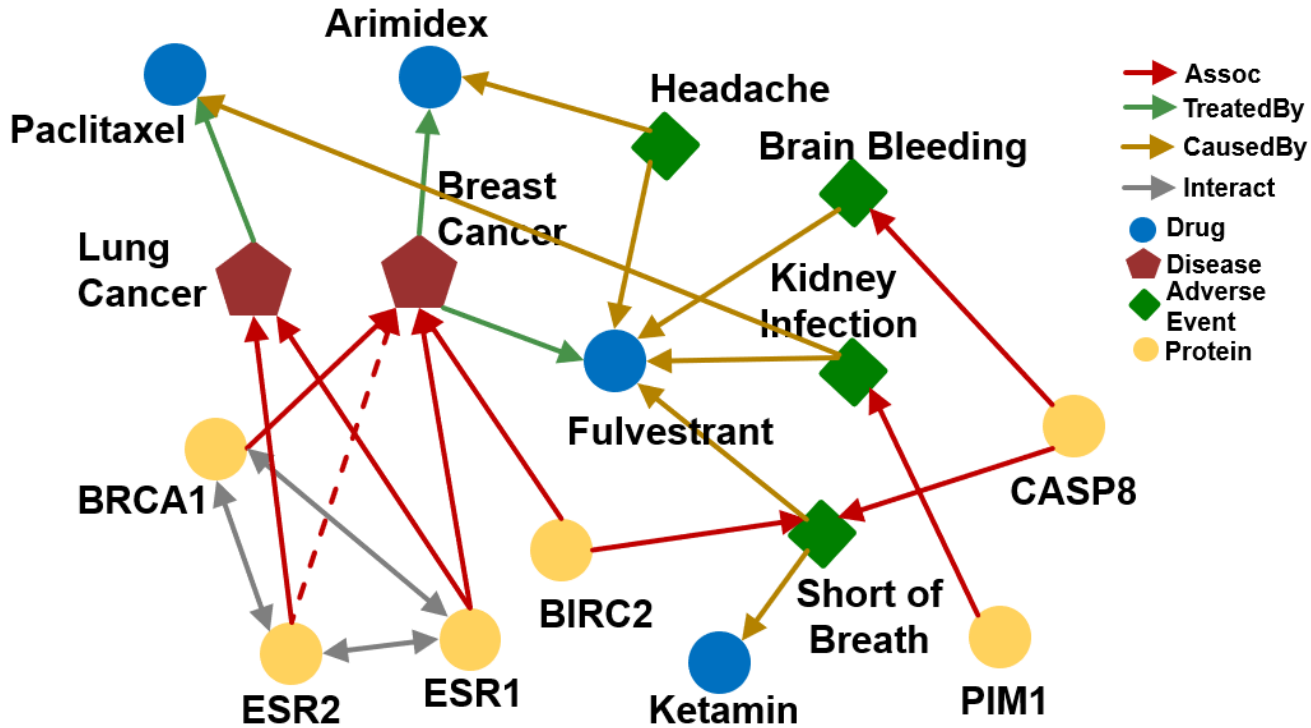 Arimidex
Paclitaxel
Headache
Brain Bleeding
Breast
Cancer
Lung
Cancer
Kidney
Infection
Fulvestrant
BRCA1
CASP8
BIRC2
Short of
Breath
ESR2
ESR1
Ketamin
PIM1
Assoc
TreatedBy
CausedBy
Interact
Drug
Disease
Adverse
Event
Protein